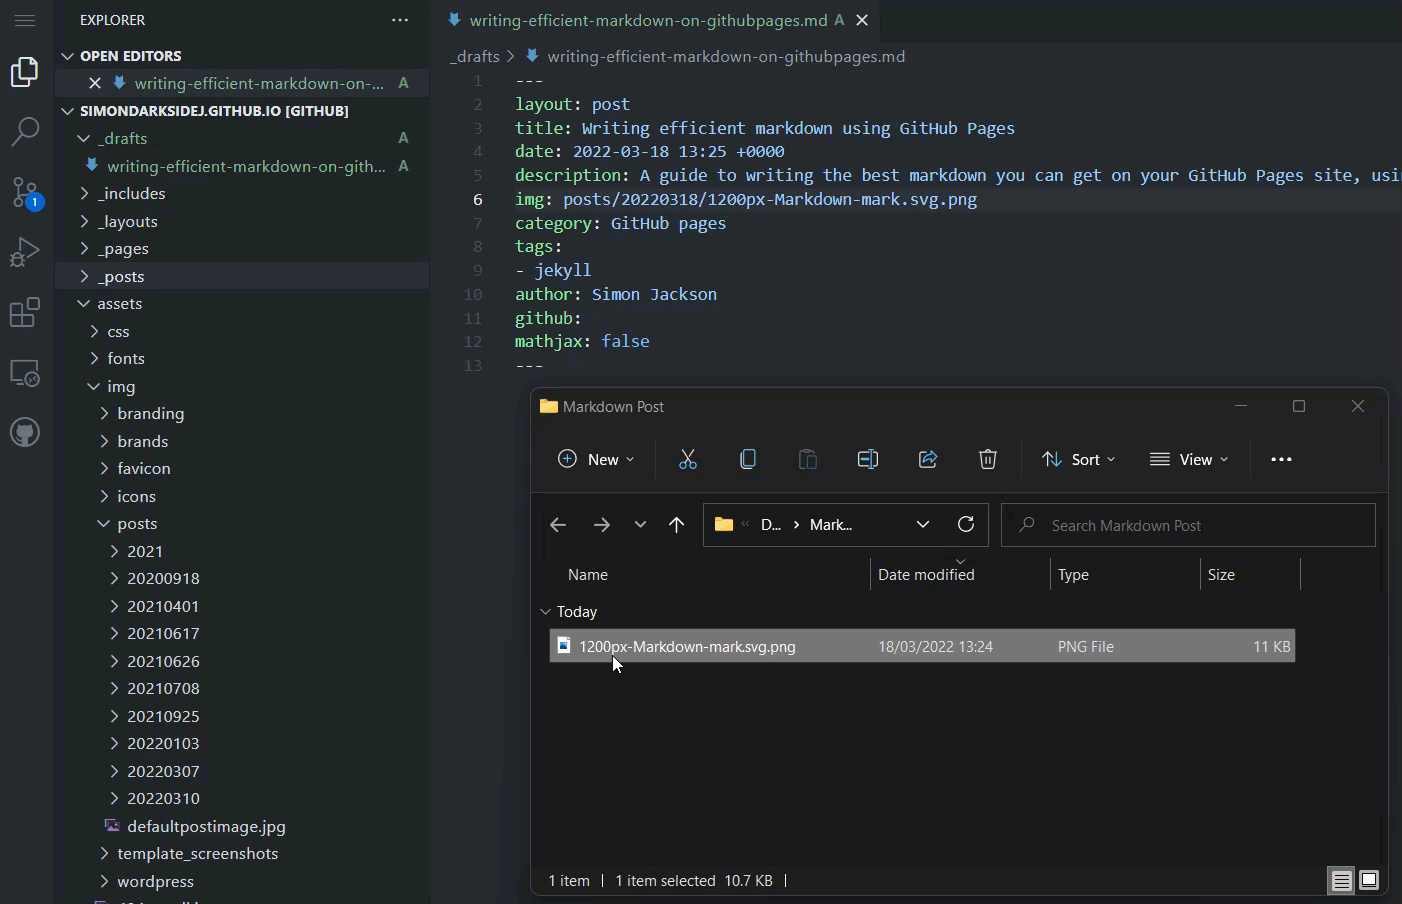 EXPLORER
OPEN EDITORS
writing-efficient-markdown-on-... A
SIMONDARKSIDEJ.GITHUB.IO [GITHUB]
_drafts A
writing-efficient-markdown-on-gith... A
_includes
_layouts
_pages
_posts
assets
css
fonts
img
branding
brands
favicon
icons
posts
2021
20200918
20210401
20210617
20210626
20210708
20210925
20220103
20220307
20220310
defaultpostimage.jpg
template_screenshots
wordpress
1
writing-efficient-markdown-on-githubpages.md A
_drafts > writing-efficient-markdown-on-githubpages.md
1 ---
2 layout: post
3 title: Writing efficient markdown using GitHub Pages
4 date: 2022-03-18 13:25 +0000
5 description: A guide to writing the best markdown you can get on your GitHub Pages site, usi
6 img: posts/20220318/1200px-Markdown-mark.svg.png
7 category: GitHub pages
8 tags:
9 - jekyll
10 author: Simon Jackson
11 github:
12 mathjax: false
13 ---
Markdown Post
New Sort View
« D... > Mark... Search Markdown Post
Name Date modified Type Size
Today
1200px-Markdown-mark.svg.png 18/03/2022 13:24 PNG File 11 KB
1 item | 1 item selected 10.7 KB |